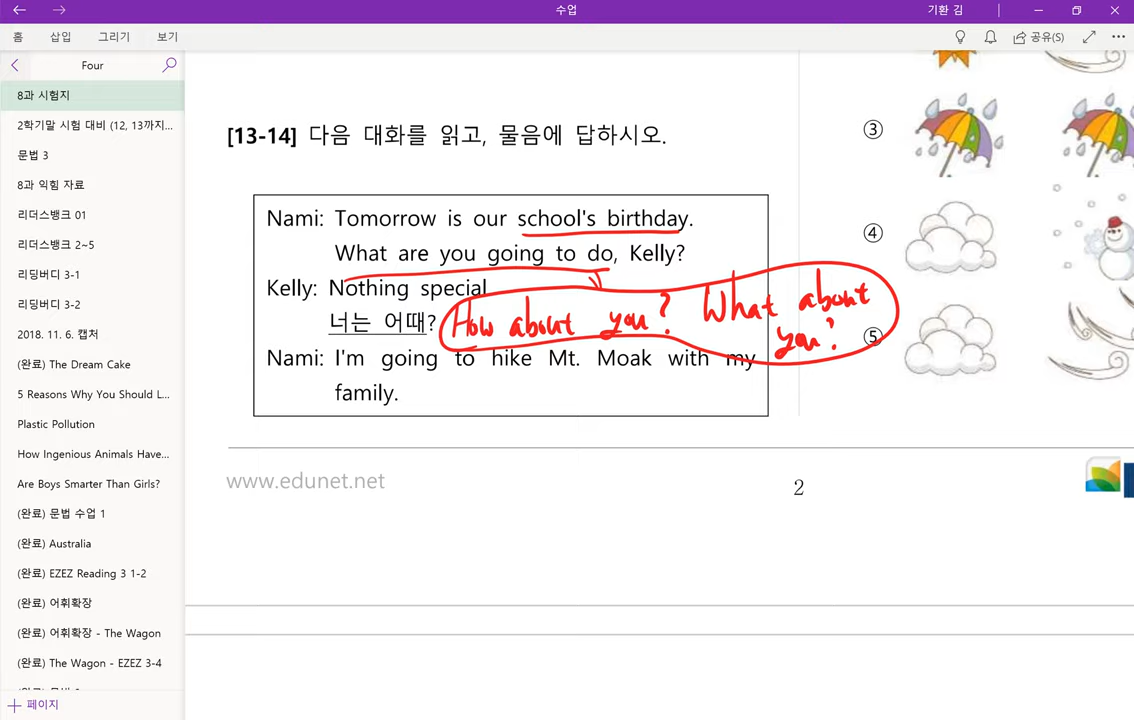 수업
기환 김
홈
삽입
그리기
보기
공유(S)
Four
8과 시험지
2학기말 시험 대비 (12, 13까지...
문법 3
8과 익힘 자료
리더스뱅크 01
리더스뱅크 2~5
리딩버디 3-1
리딩버디 3-2
2018. 11. 6. 캡처
(완료) The Dream Cake
5 Reasons Why You Should L...
Plastic Pollution
How Ingenious Animals Have...
Are Boys Smarter Than Girls?
(완료) 문법 수업 1
(완료) Australia
(완료) EZEZ Reading 3 1-2
(완료) 어휘확장
(완료) 어휘확장 - The Wagon
(완료) The Wagon - EZEZ 3-4
페이지
[13-14] 다음 대화를 읽고, 물음에 답하시오.
Nami: Tomorrow is our school's birthday.
What are you going to do, Kelly?
Kelly: Nothing special.
너는 어때? How about you? What about
you?
Nami: I'm going to hike Mt. Moak with my
family.
www.edunet.net
2
③
④
⑤